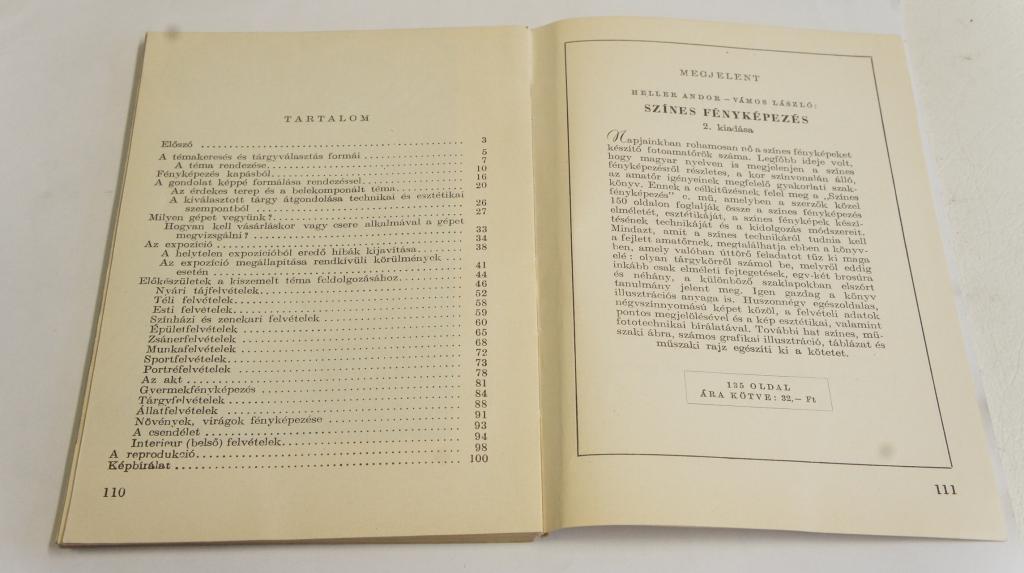 TARTALOM
Előszó ........ 3
A témakeresés és tárgyválasztás formái ........ 5
A téma rendezése ........ 7
Fényképezés kapásból ........ 10
A gondolat képpé formálása rendezéssel ........ 16
Az érdekes terep és a belekomponált téma ........ 20
A kiválasztott tárgy átgondolása technikai és esztétikai
szempontból ........ 26
Milyen gépet vegyünk? ........ 27
Hogyan kell vásárláskor vagy csere alkalmával a gépet
megvizsgálni? ........ 33
Az expozíció ........ 34
A helytelen expozícióból eredő hibák kijavítása ........ 38
Az expozíció megállapítása rendkívüli körülmények
esetén ........ 41
Előkészületek a kiszemelt téma feldolgozásához ........ 44
Nyári tájfelvételek ........ 46
Téli felvételek ........ 52
Esti felvételek ........ 58
Színházi és zenekari felvételek ........ 59
Épületfelvételek ........ 60
Zsánerfelvételek ........ 65
Munkafelvételek ........ 68
Sportfelvételek ........ 72
Portréfelvételek ........ 73
Az akt ........ 78
Gyermekfényképezés ........ 81
Tárgyfelvételek ........ 84
Állatfelvételek ........ 88
Növények, virágok fényképezése ........ 91
A csendélet ........ 93
Interieur (belső) felvételek ........ 94
A reprodukció ........ 98
Képbírálat ........ 100
110
MEGJELENT
HELLER ANDOR – VÁMOS LÁSZLÓ:
SZÍNES FÉNYKÉPEZÉS
2. kiadása
Napjainkban rohamosan nő a színes fényképeket
készítő fotoamatőrök száma. Legfőbb ideje volt,
hogy magyar nyelven is megjelenjen a színes
fényképezésről részletes, a kor színvonalán álló,
az amatőr igényeinek megfelelő gyakorlati szak-
könyv. Ennek a célkitűzésnek felel meg a „Színes
fényképezés” c. mű, amelyben a szerzők közel
150 oldalon foglalják össze a színes fényképezés
elméletét, esztétikáját, a színes fényképek készí-
tésének technikáját és a kidolgozás módszereit.
Mindazt, amit a színes technikáról tudnia kell
a fejlett amatőrnek, megtalálhatja ebben a könyv-
ben, amely valóban úttörő feladatot tűz ki maga
elé: olyan tárgykörről számol be, melyről eddig
inkább csak elméleti fejtegetések, egy-két brosúra
és néhány, a különböző szaklapokban elszórt
tanulmány jelent meg. Igen gazdag a könyv
illusztrációs anyaga is. Huszonnégy egészoldalas,
négyszínnyomású képet közöl, a felvételi adatok
pontos megjelölésével és a kép esztétikai, valamint
fototechnikai bírálatával. További hat színes, mű-
szaki ábra, számos grafikai illusztráció, táblázat és
műszaki rajz egészíti ki a kötetet.
135 OLDAL
ÁRA KÖTVE: 32,– Ft
111